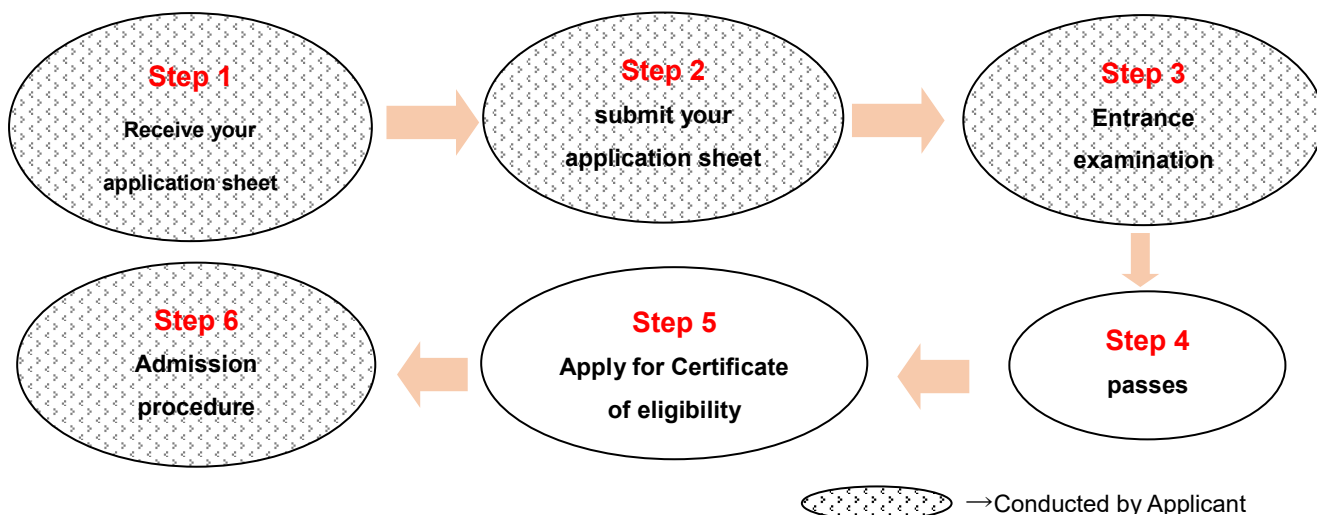 Step 1
Receive your
application sheet
Step 2
submit your
application sheet
Step 3
Entrance
examination
Step 4
passes
Step 5
Apply for Certificate
of eligibility
Step 6
Admission
procedure
→Conducted by Applicant